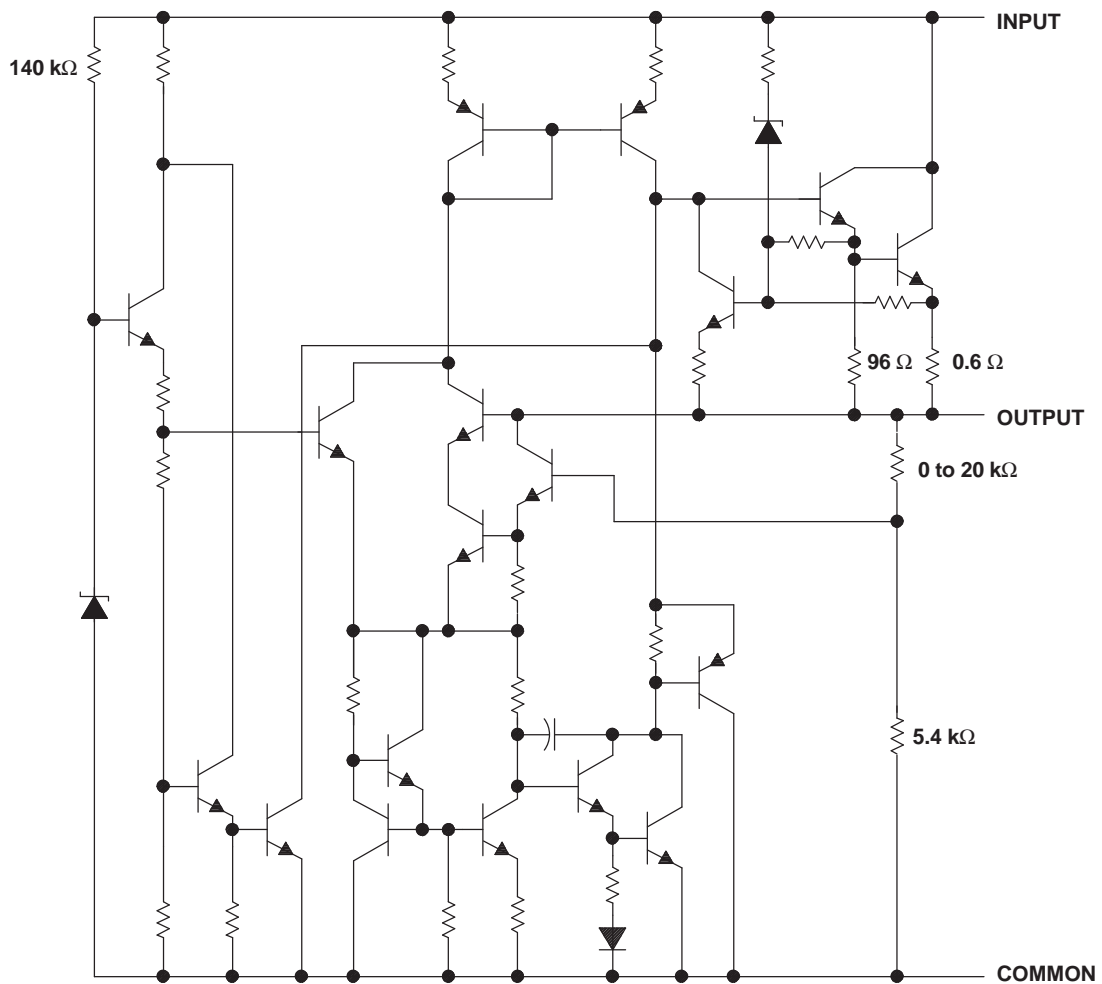 INPUT
140 kΩ
96 Ω
0.6 Ω
OUTPUT
0 to 20 kΩ
5.4 kΩ
COMMON